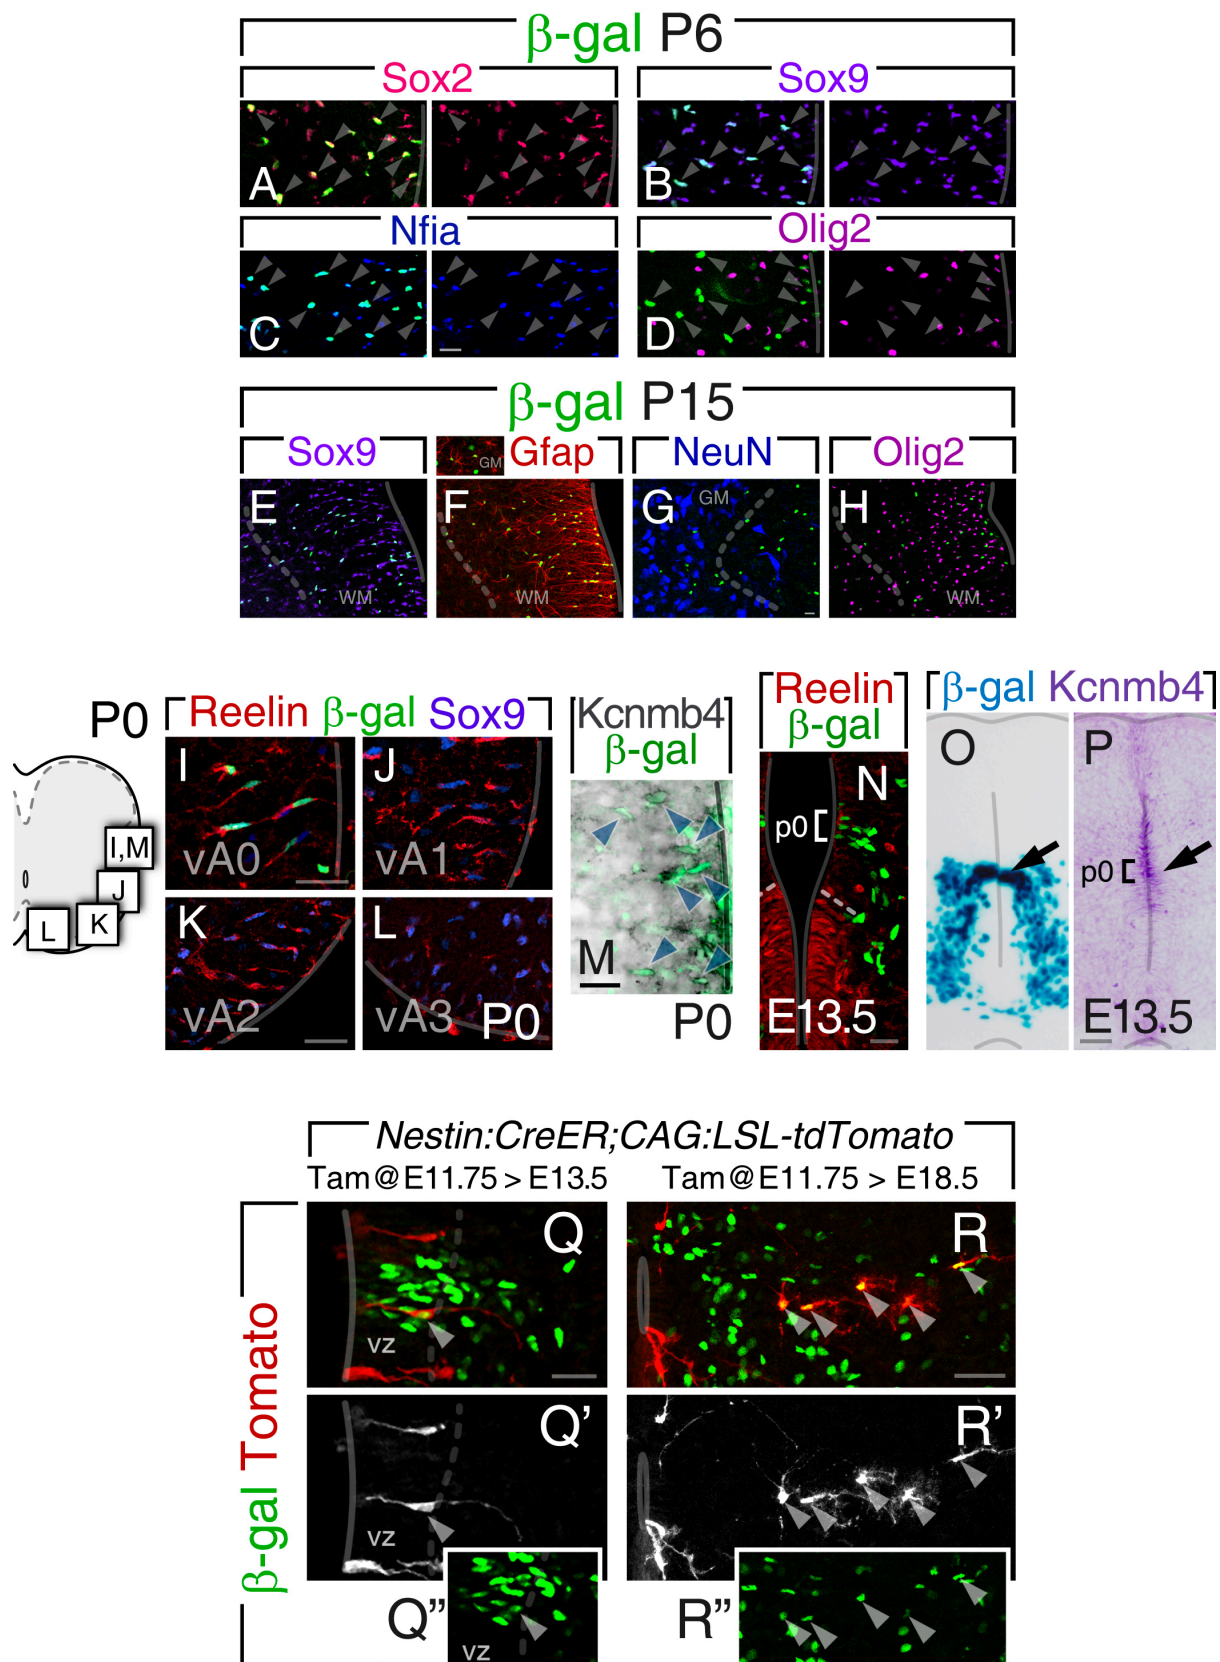 β-gal P6
Sox2
Sox9
A
B
Nfia
Olig2
C
D
β-gal P15
Sox9
GM
Gfap
NeuN
Olig2
E
F
G
GM
H
WM
WM
WM
P0
Reelin β-gal Sox9
Kcnmb4
β-gal
Reelin
β-gal
β-gal Kcnmb4
I
J
I,M
J
K
L
vA0
vA1
K
L
vA2
vA3
P0
M
P0
N
p0
E13.5
O
P
p0
E13.5
Nestin:CreER;CAG:LSL-tdTomato
Tam@E11.75 > E13.5
Tam@E11.75 > E18.5
β-gal Tomato
Q
vz
R
Q’
vz
R’
Q”
vz
R”